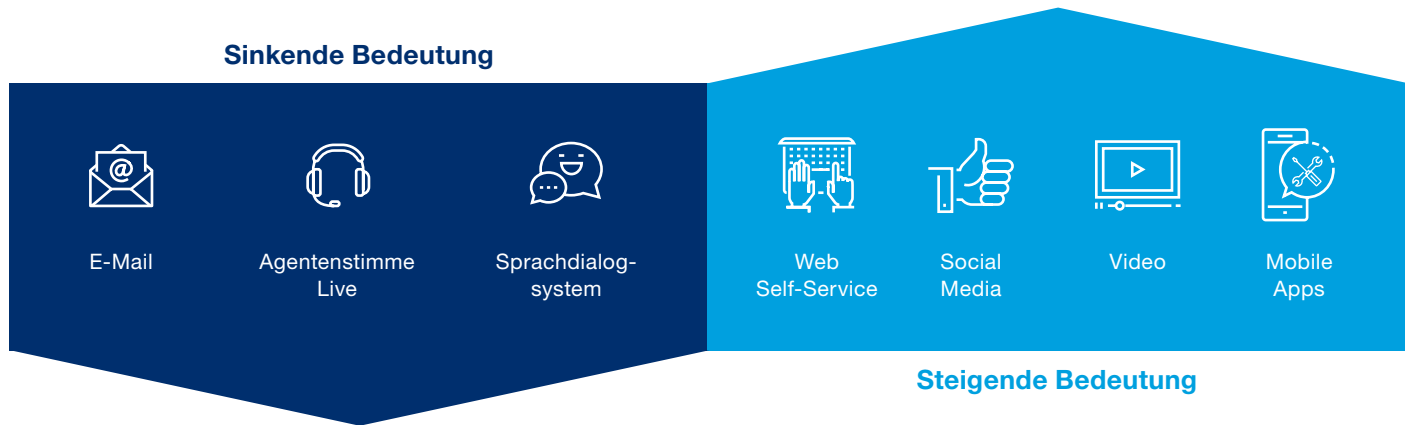 Sinkende Bedeutung
@
E-Mail
Agentenstimme
Live
Sprachdialog-
system
Web
Self-Service
Social
Media
Video
Mobile
Apps
Steigende Bedeutung